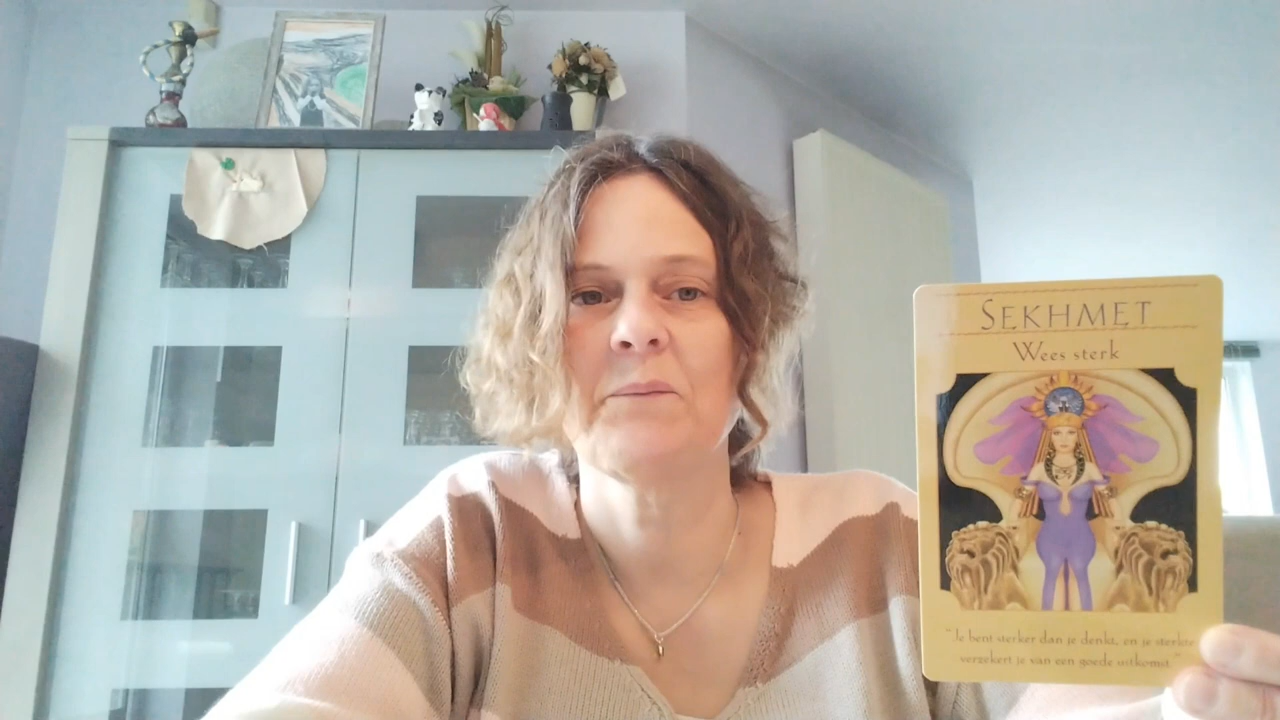 SEKHMET
Wees sterk
"Je bent sterker dan je denkt, en je sterkte
verzekert je van een goede uitkomst."